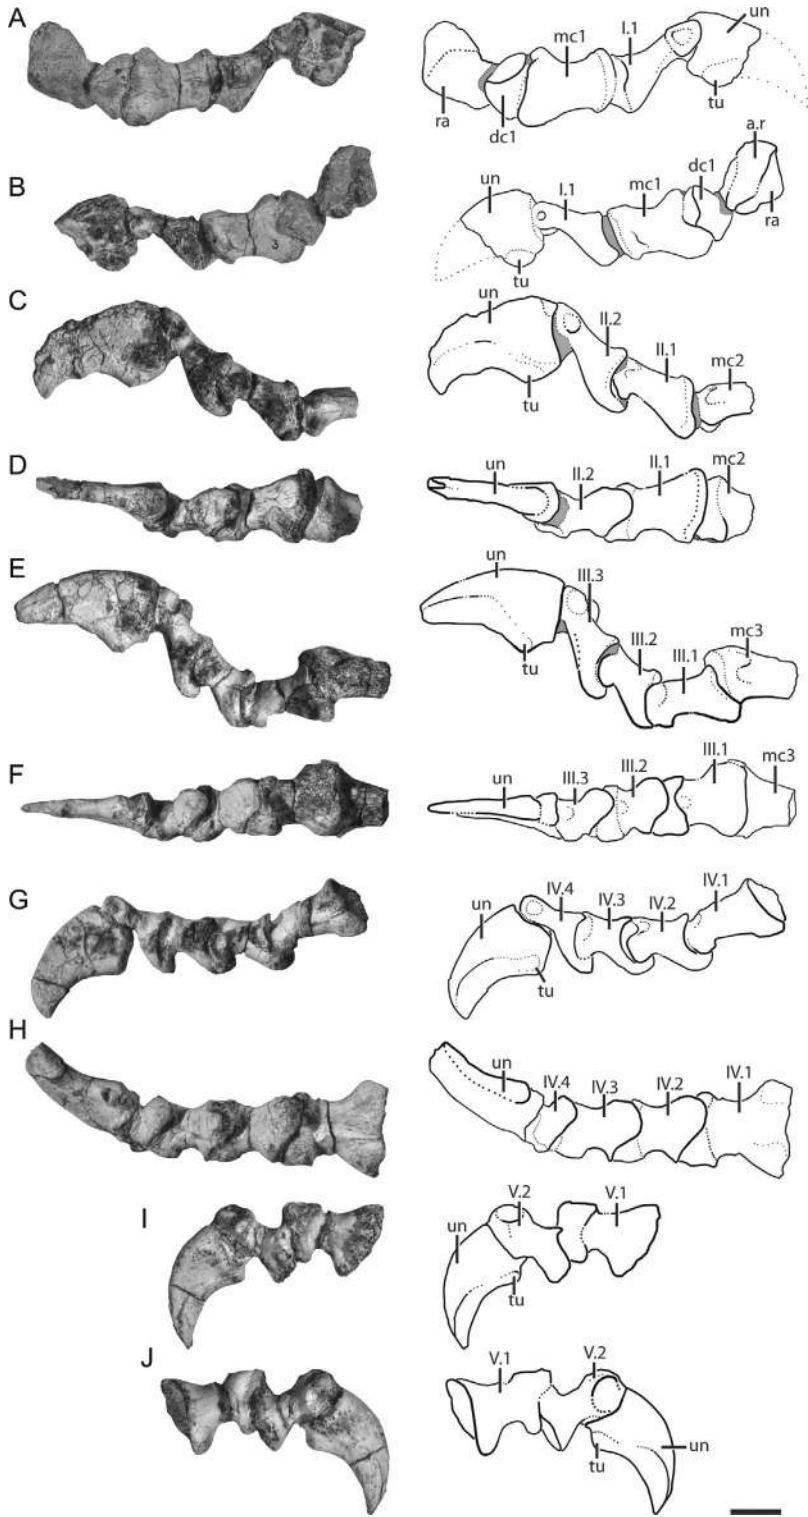 A
mc1 I.1 un
ra dc1 tu
B
un I.1 mc1 dc1 a.r
tu ra
C
un II.2 II.1 mc2
tu
D
un II.2 II.1 mc2
E
un III.3 III.2 III.1 mc3
tu
F
un III.3 III.2 III.1 mc3
G
un IV.4 IV.3 IV.2 IV.1
tu
H
un IV.4 IV.3 IV.2 IV.1
I
un V.2 V.1
tu
J
V.1 V.2
tu un